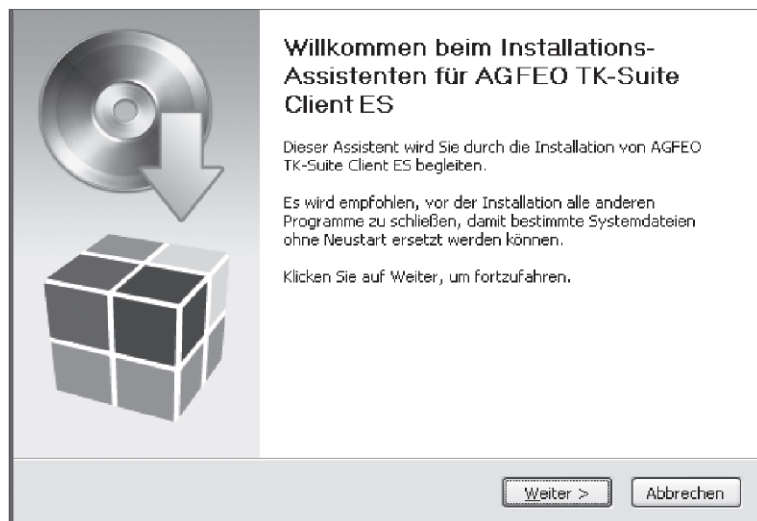 Willkommen beim Installations-
Assistenten für AGFEO TK-Suite
Client ES
Dieser Assistent wird Sie durch die Installation von AGFEO
TK-Suite Client ES begleiten.
Es wird empfohlen, vor der Installation alle anderen
Programme zu schließen, damit bestimmte Systemdateien
ohne Neustart ersetzt werden können.
Klicken Sie auf Weiter, um fortzufahren.
Weiter >
Abbrechen